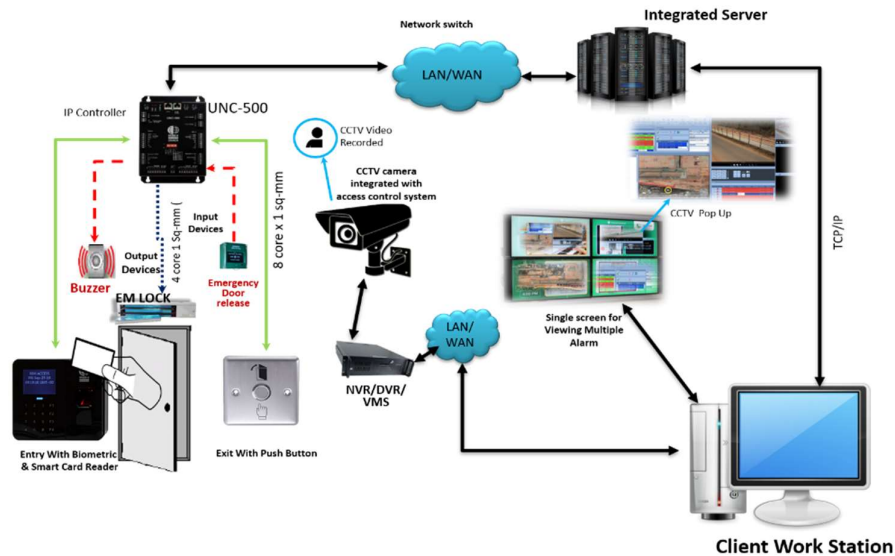 Network switch
Integrated Server
LAN/WAN
IP Controller
UNC-500
CCTV Video
Recorded
CCTV camera
integrated with
access control system
CCTV Pop Up
TCP/IP
Input
Devices
8 core x 1 sq-mm
4 core 1 Sq-mm (
Output
Devices
Buzzer
Emergency
Door
release
EM LOCK
LAN/
WAN
Single screen for
Viewing Multiple
Alarm
NVR/DVR/
VMS
Entry With Biometric
& Smart Card Reader
Exit With Push Button
Client Work Station